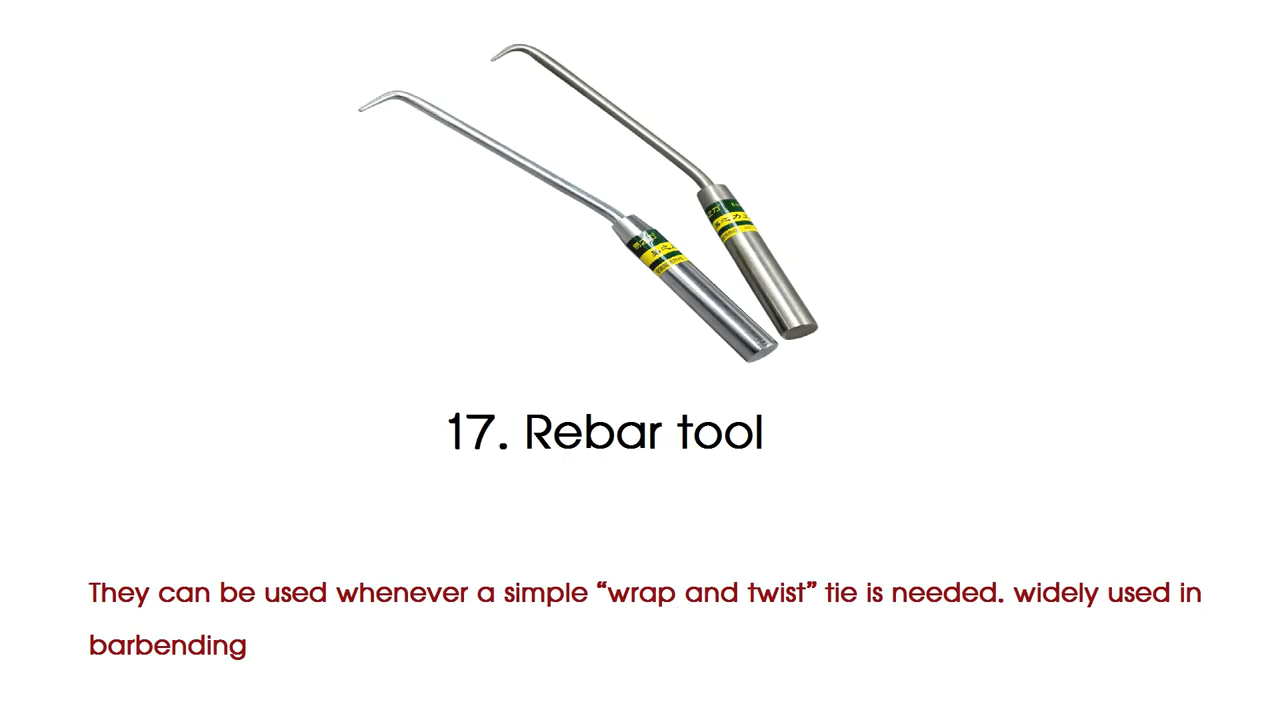 17. Rebar tool
They can be used whenever a simple “wrap and twist” tie is needed. widely used in
barbending